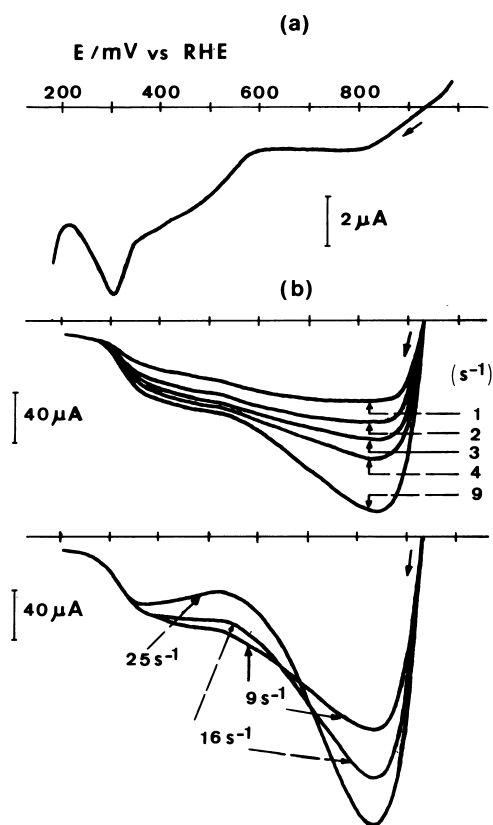 (a)
E/mV vs RHE
200 400 600 800
2 μA
(b)
(s⁻¹)
40 μA
1
2
3
4
9
40 μA
25 s⁻¹
9 s⁻¹
16 s⁻¹